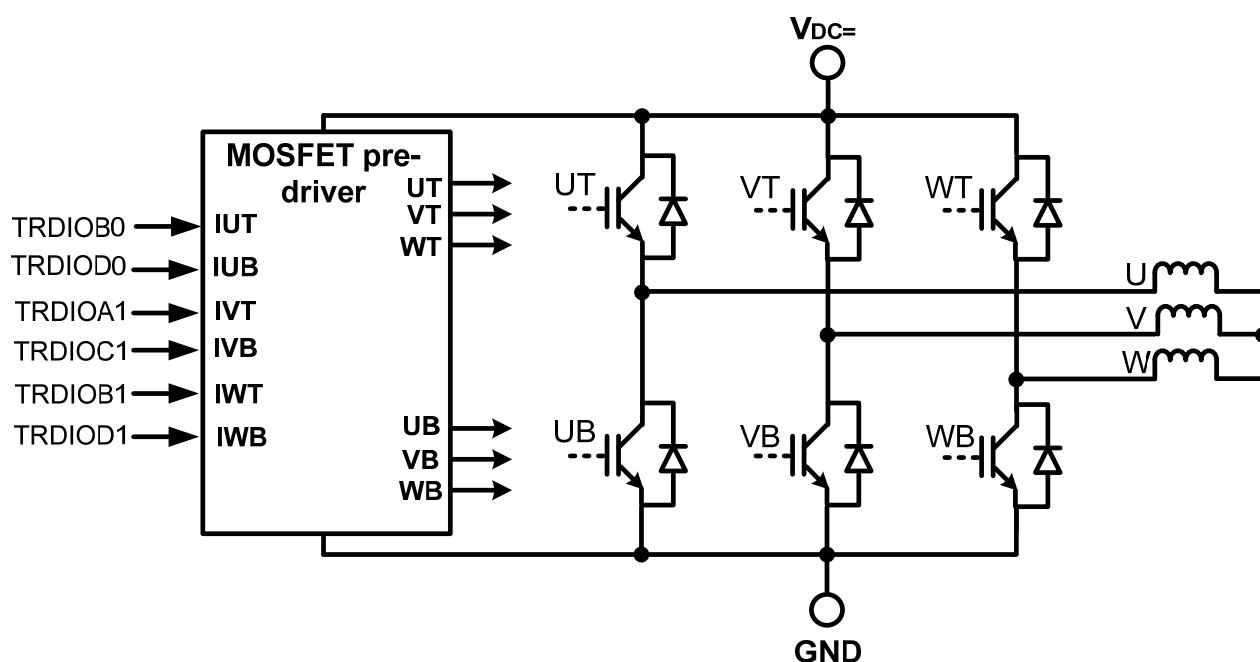 VDC=
MOSFET pre-
driver
UT
VT
WT
TRDIOB0
IUT
TRDIOD0
IUB
TRDIOA1
IVT
TRDIOC1
IVB
TRDIOB1
IWT
TRDIOD1
IWB
UB
VB
WB
UT
VT
WT
U
V
W
UB
VB
WB
GND